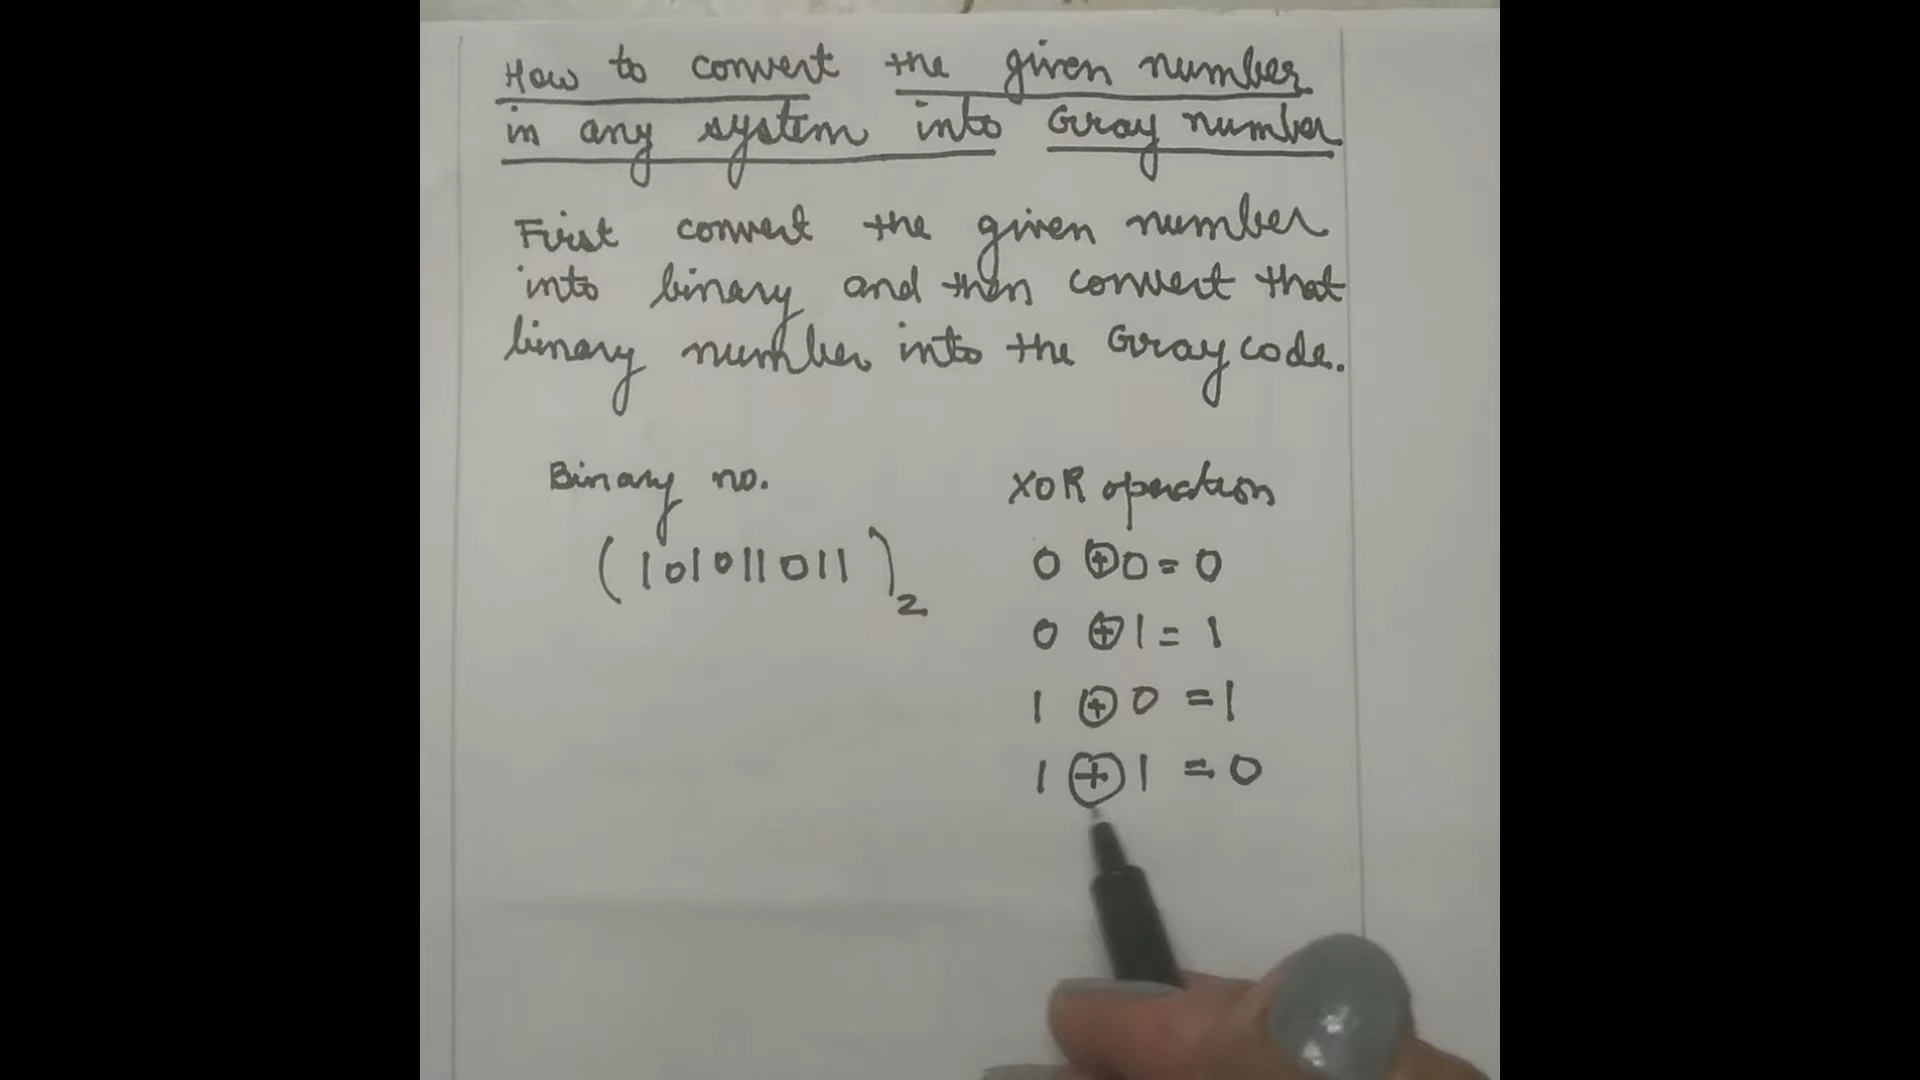 How to convert the given number
in any system into Gray number
First convert the given number
into binary and then convert that
binary number into the Gray code.
Binary no.
(101011011)₂
XOR operation
0 ⊕ 0 = 0
0 ⊕ 1 = 1
1 ⊕ 0 = 1
1 ⊕ 1 = 0